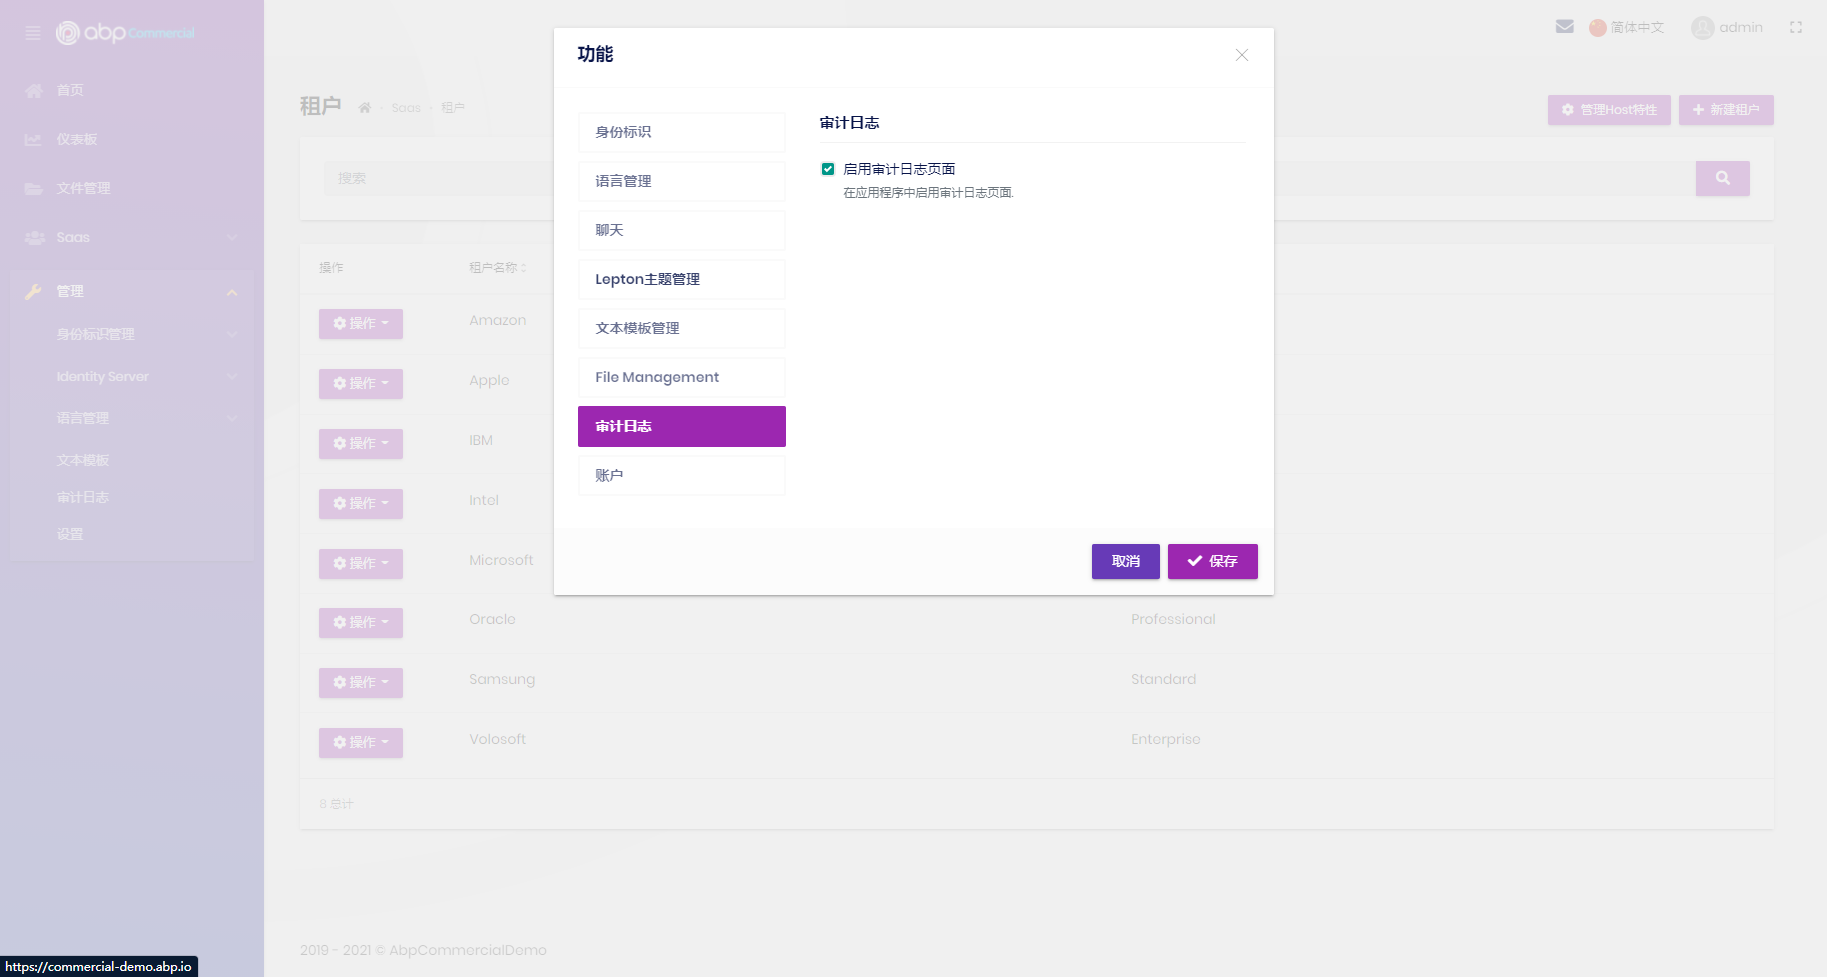 abp Commercial
简体中文
admin
首页
仪表板
文件管理
Saas
管理
身份标识管理
Identity Server
语言管理
文本模板
审计日志
设置
租户
Saas
租户
管理Host特性
新建租户
搜索
操作
租户名称
操作
Amazon
操作
Apple
操作
IBM
操作
Intel
操作
Microsoft
操作
Oracle
Professional
操作
Samsung
Standard
操作
Volosoft
Enterprise
8 总计
功能
身份标识
语言管理
聊天
Lepton主题管理
文本模板管理
File Management
审计日志
账户
审计日志
启用审计日志页面
在应用程序中启用审计日志页面.
取消
保存
2019 - 2021 © AbpCommercialDemo
https://commercial-demo.abp.io